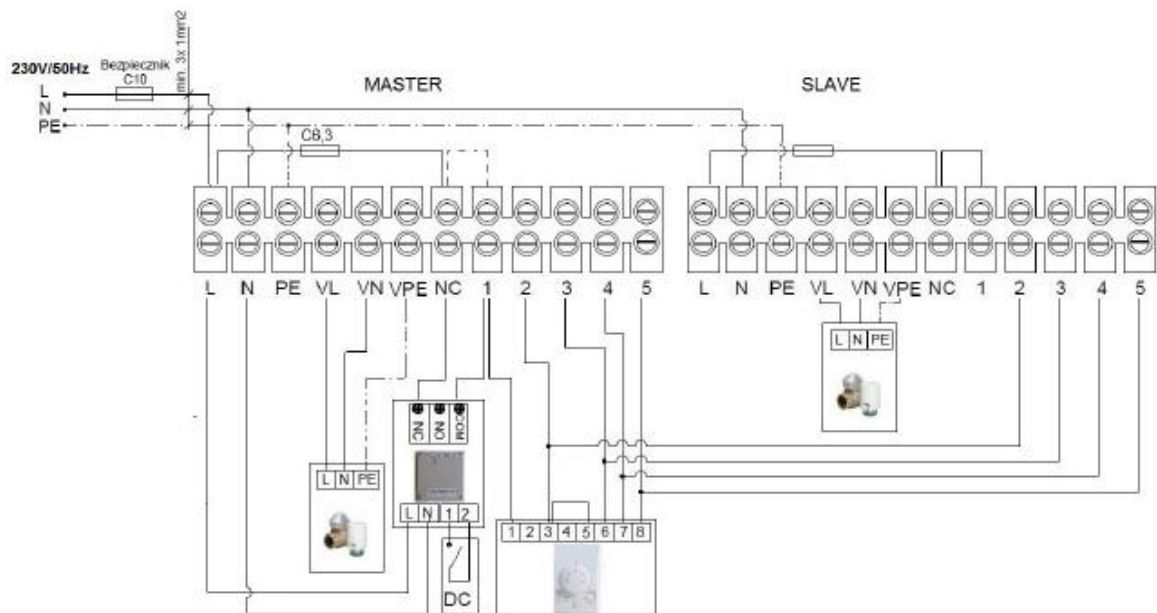 min. 3x 1mm2
230V/50Hz
Bezpiecznik
C10
L
N
PE
MASTER
SLAVE
C6,3
L N PE VL VN VPE NC 1 2 3 4 5
L N PE VL VN VPE NC 1 2 3 4 5
L N PE
NC NO COM
L N PE
L N 1 2
1 2 3 4 5 6 7 8
DC